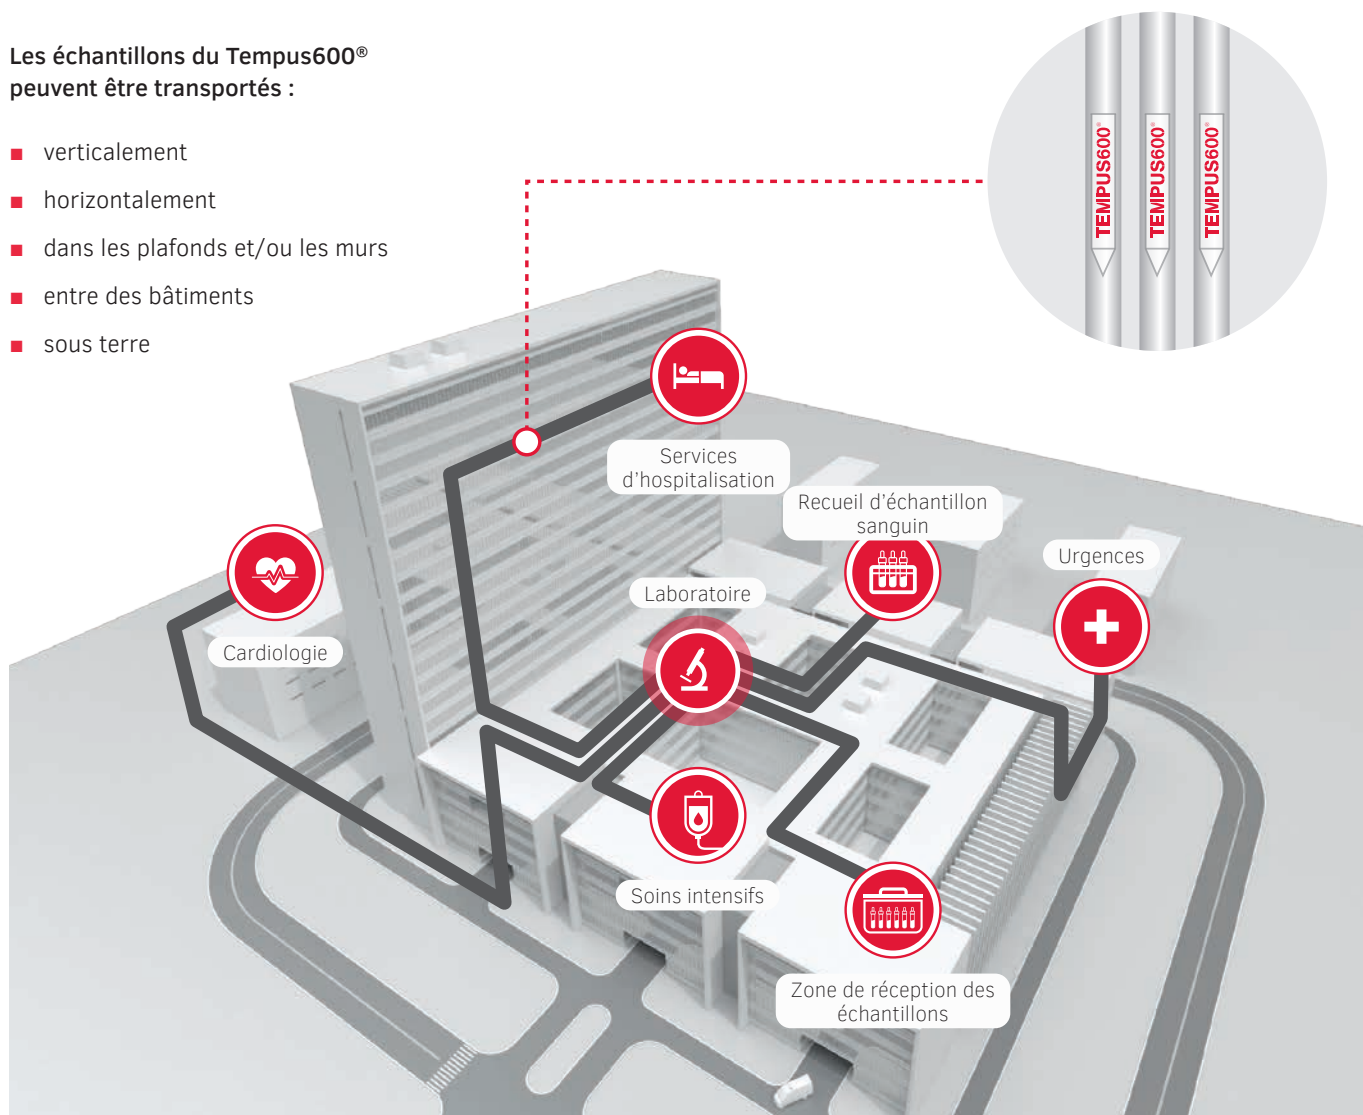 Les échantillons du Tempus600®
peuvent être transportés :
verticalement
horizontalement
dans les plafonds et/ou les murs
entre des bâtiments
sous terre
TEMPUS600®
TEMPUS600®
TEMPUS600®
Services
d'hospitalisation
Recueil d'échantillon
sanguin
Urgences
Laboratoire
Cardiologie
Soins intensifs
Zone de réception des
échantillons